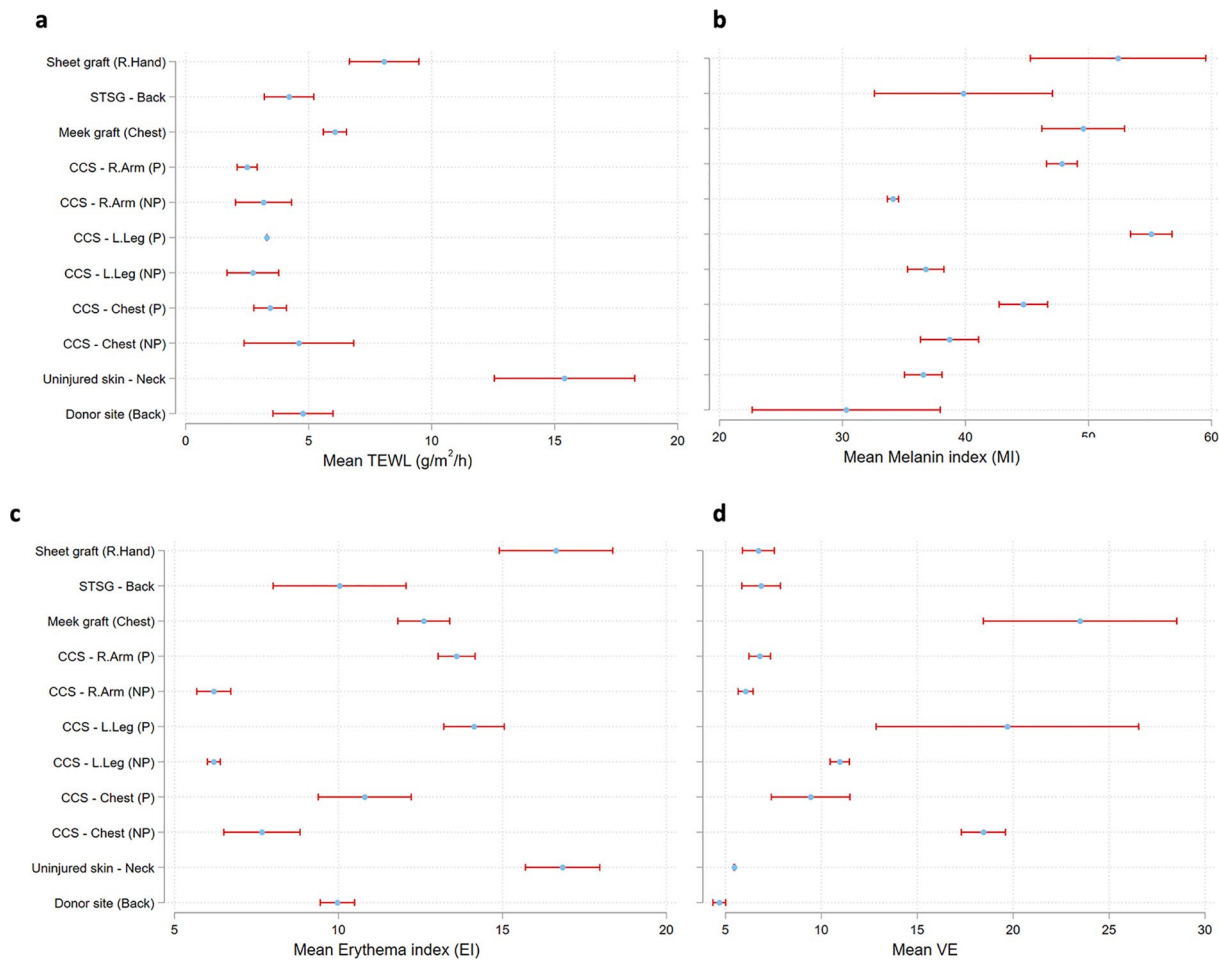 a
b
Sheet graft (R.Hand)
STSG - Back
Meek graft (Chest)
CCS - R.Arm (P)
CCS - R.Arm (NP)
CCS - L.Leg (P)
CCS - L.Leg (NP)
CCS - Chest (P)
CCS - Chest (NP)
Uninjured skin - Neck
Donor site (Back)
0 5 10 15 20
Mean TEWL (g/m²/h)
20 30 40 50 60
Mean Melanin index (MI)
c
d
Sheet graft (R.Hand)
STSG - Back
Meek graft (Chest)
CCS - R.Arm (P)
CCS - R.Arm (NP)
CCS - L.Leg (P)
CCS - L.Leg (NP)
CCS - Chest (P)
CCS - Chest (NP)
Uninjured skin - Neck
Donor site (Back)
5 10 15 20
Mean Erythema index (EI)
5 10 15 20 25 30
Mean VE